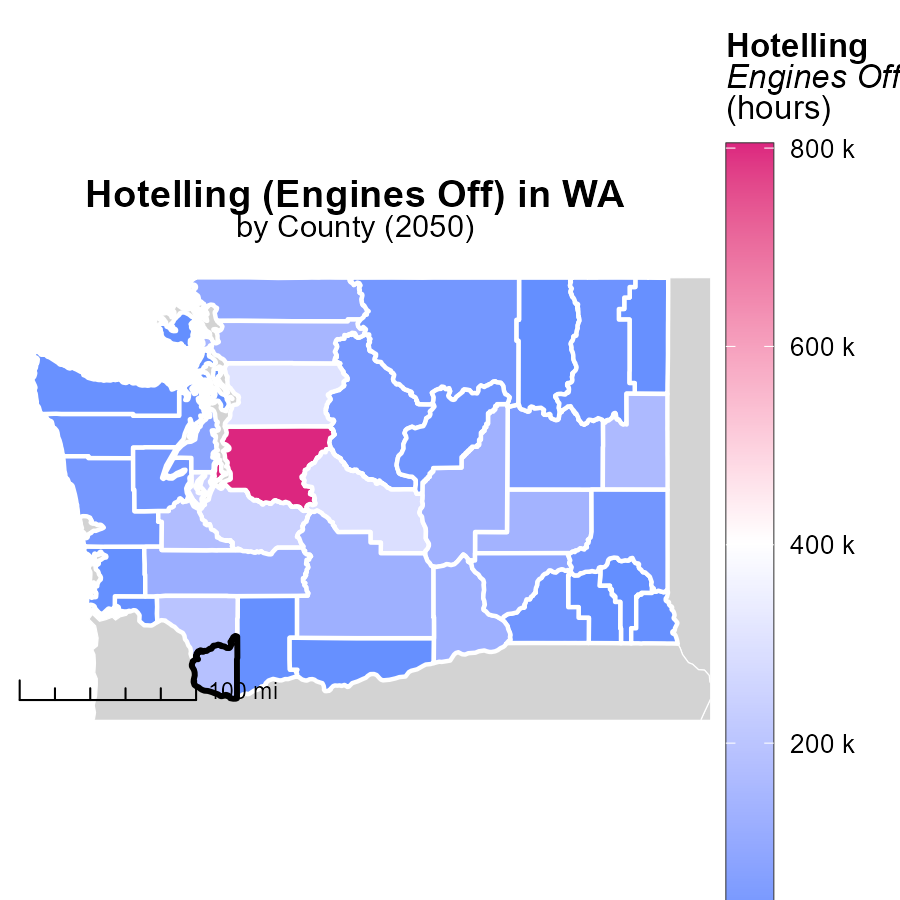 Hotelling
Engines Off
(hours)
800 k
Hotelling (Engines Off) in WA
by County (2050)
600 k
400 k
100 mi
200 k